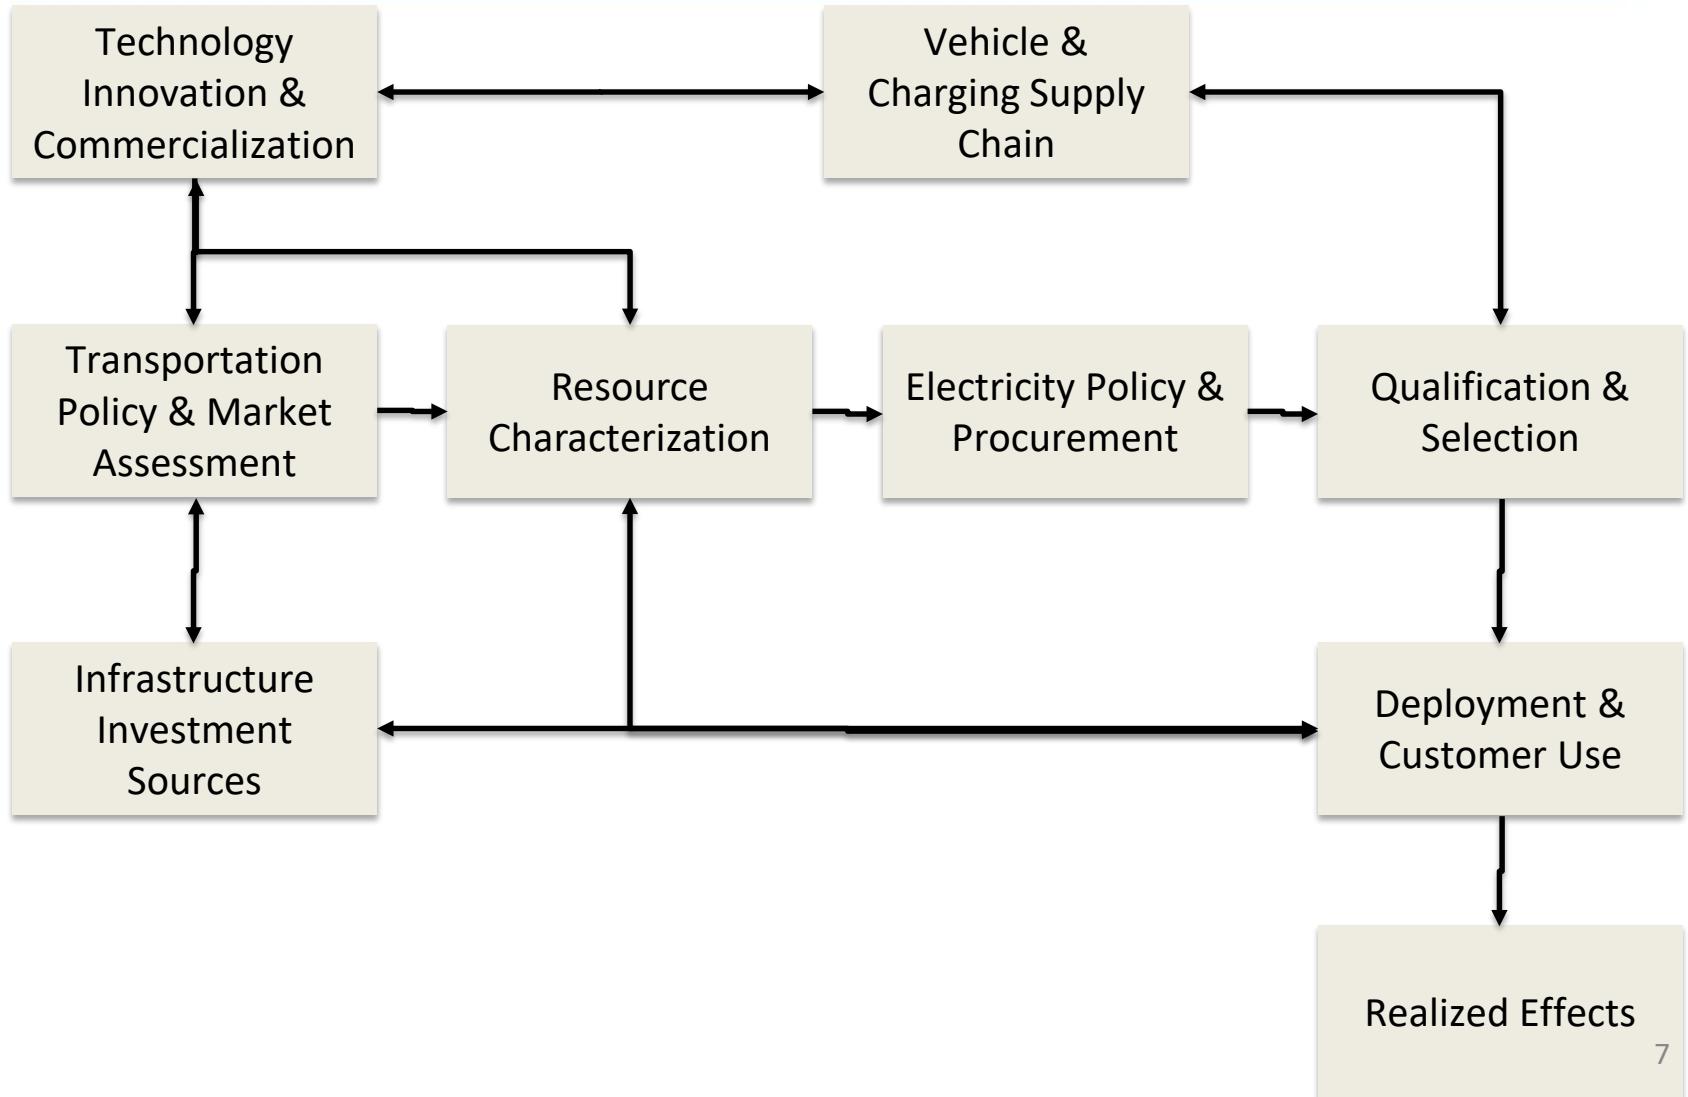 Technology
Innovation &
Commercialization
Vehicle &
Charging Supply
Chain
Transportation
Policy & Market
Assessment
Resource
Characterization
Electricity Policy &
Procurement
Qualification &
Selection
Infrastructure
Investment
Sources
Deployment &
Customer Use
Realized Effects
7